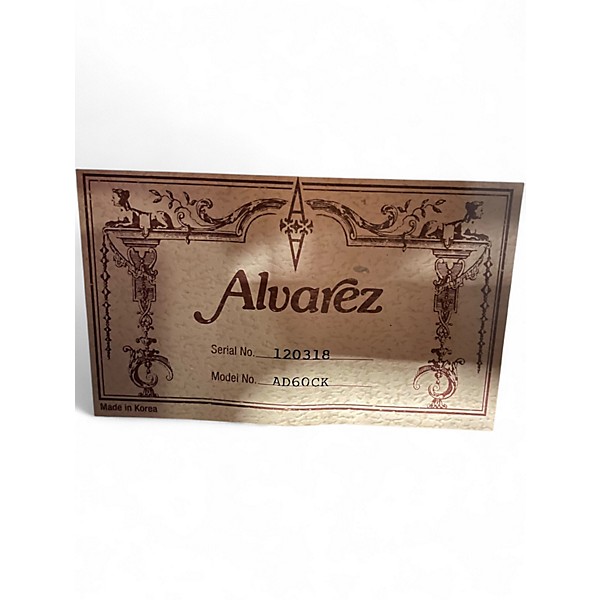 Alvarez
Serial No. 120318
Model No. AD60CK
Made in Korea